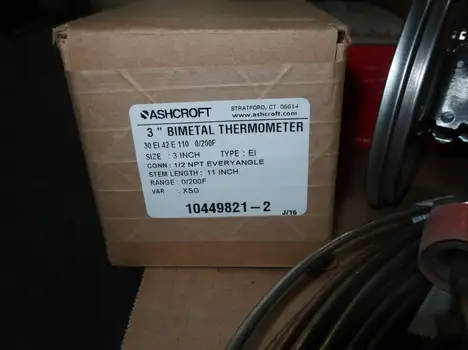 ASHCROFT
STRATFORD, CT 06614
www.ashcroft.com
3 " BIMETAL THERMOMETER
30 EI 42 E 110 0/200F
SIZE : 3 INCH TYPE : EI
CONN : 1/2 NPT EVERYANGLE
STEM LENGTH : 11 INCH
RANGE : 0/200F
VAR : XSG
10449821-2
J/16